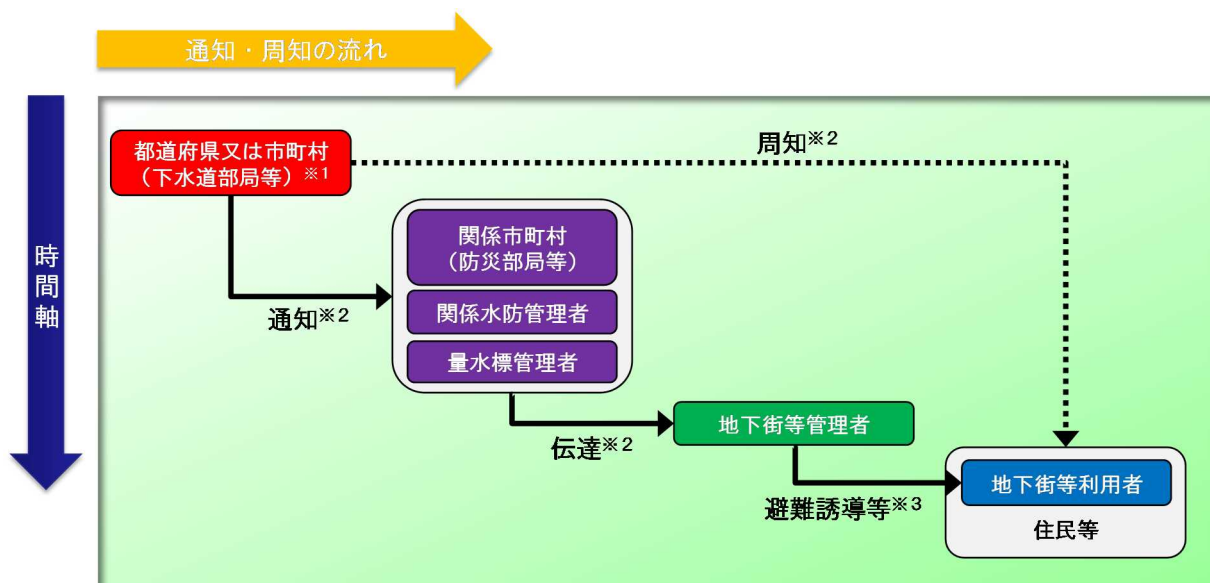 通知・周知の流れ
時間軸
都道府県又は市町村
（下水道部局等）※1
周知※2
関係市町村
（防災部局等）
関係水防管理者
量水標管理者
通知※2
伝達※2
地下街等管理者
避難誘導等※3
地下街等利用者
住民等